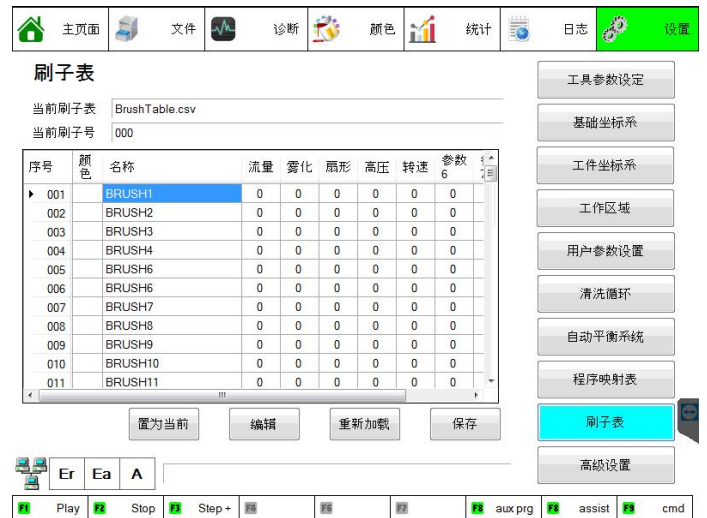 主页面 文件 诊断 颜色 统计 日志 设置
刷子表
当前刷子表 BrushTable.csv
当前刷子号 000
序号 颜色 名称 流量 雾化 扇形 高压 转速 参数6
001 BRUSH1 0 0 0 0 0 0
002 BRUSH2 0 0 0 0 0 0
003 BRUSH3 0 0 0 0 0 0
004 BRUSH4 0 0 0 0 0 0
005 BRUSH6 0 0 0 0 0 0
006 BRUSH6 0 0 0 0 0 0
007 BRUSH7 0 0 0 0 0 0
008 BRUSH8 0 0 0 0 0 0
009 BRUSH9 0 0 0 0 0 0
010 BRUSH10 0 0 0 0 0 0
011 BRUSH11 0 0 0 0 0 0
置为当前 编辑 重新加载 保存
工具参数设定
基础坐标系
工件坐标系
工作区域
用户参数设置
清洗循环
自动平衡系统
程序映射表
刷子表
高级设置
Er Ea A
F1 Play F2 Stop F3 Step+ F4 F6 F7 F8 aux prg F8 assist F9 cmd